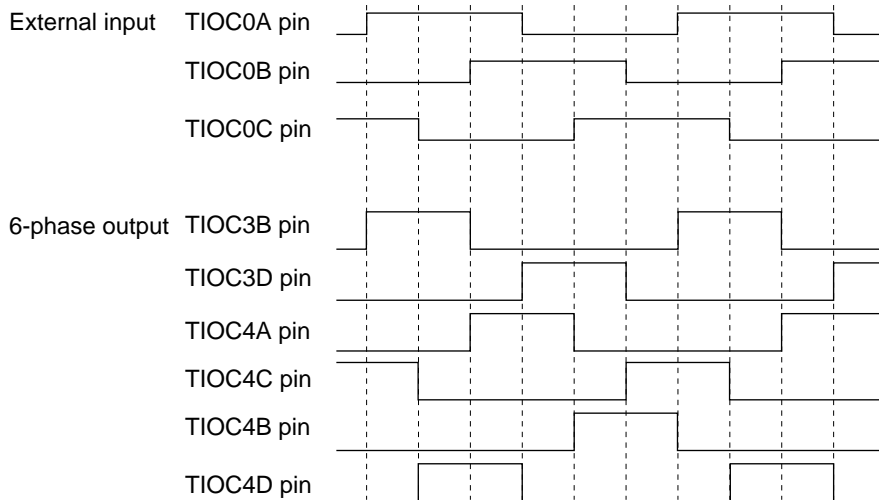 External input TIOC0A pin
TIOC0B pin
TIOC0C pin
6-phase output TIOC3B pin
TIOC3D pin
TIOC4A pin
TIOC4C pin
TIOC4B pin
TIOC4D pin